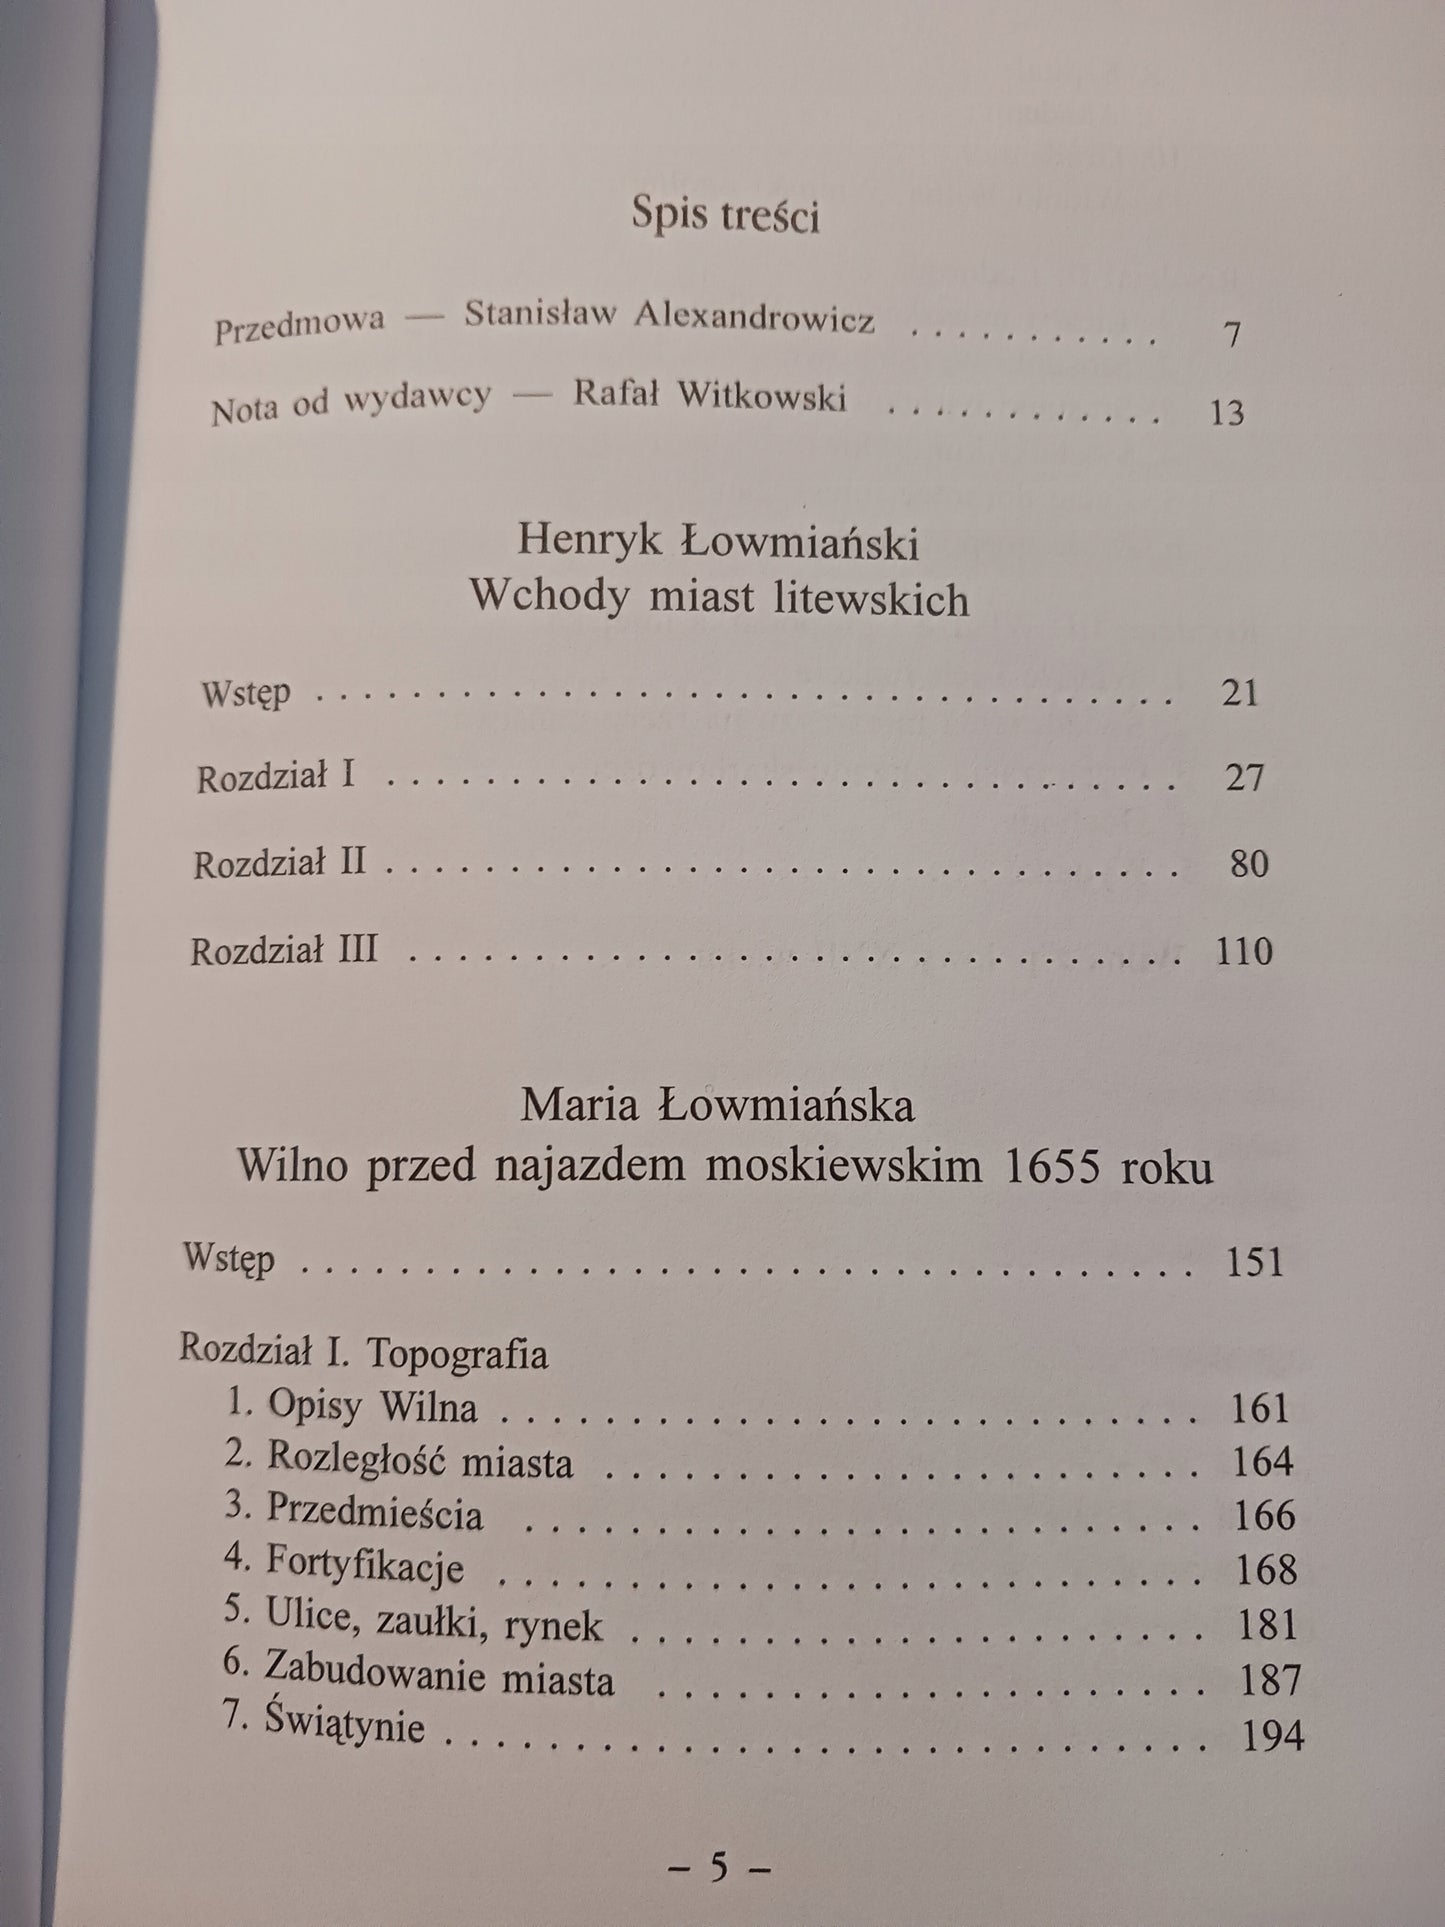 Spis treści
Przedmowa — Stanisław Alexandrowicz . . . . . . . . . . . 7
Nota od wydawcy — Rafał Witkowski . . . . . . . . . . . . 13
Henryk Łowmiański
Wchody miast litewskich
Wstęp . . . . . . . . . . . . . . . . . . . . . . . . . . . . . . . . . . 21
Rozdział I . . . . . . . . . . . . . . . . . . . . . . . . . . . . . . . 27
Rozdział II . . . . . . . . . . . . . . . . . . . . . . . . . . . . . . . 80
Rozdział III . . . . . . . . . . . . . . . . . . . . . . . . . . . . . . 110
Maria Łowmiańska
Wilno przed najazdem moskiewskim 1655 roku
Wstęp . . . . . . . . . . . . . . . . . . . . . . . . . . . . . . . . . . 151
Rozdział I. Topografia
1. Opisy Wilna . . . . . . . . . . . . . . . . . . . . . . . . . . . 161
2. Rozległość miasta . . . . . . . . . . . . . . . . . . . . . . . 164
3. Przedmieścia . . . . . . . . . . . . . . . . . . . . . . . . . . 166
4. Fortyfikacje . . . . . . . . . . . . . . . . . . . . . . . . . . . 168
5. Ulice, zaułki, rynek . . . . . . . . . . . . . . . . . . . . . . 181
6. Zabudowanie miasta . . . . . . . . . . . . . . . . . . . . . 187
7. Świątynie . . . . . . . . . . . . . . . . . . . . . . . . . . . . . 194
– 5 –